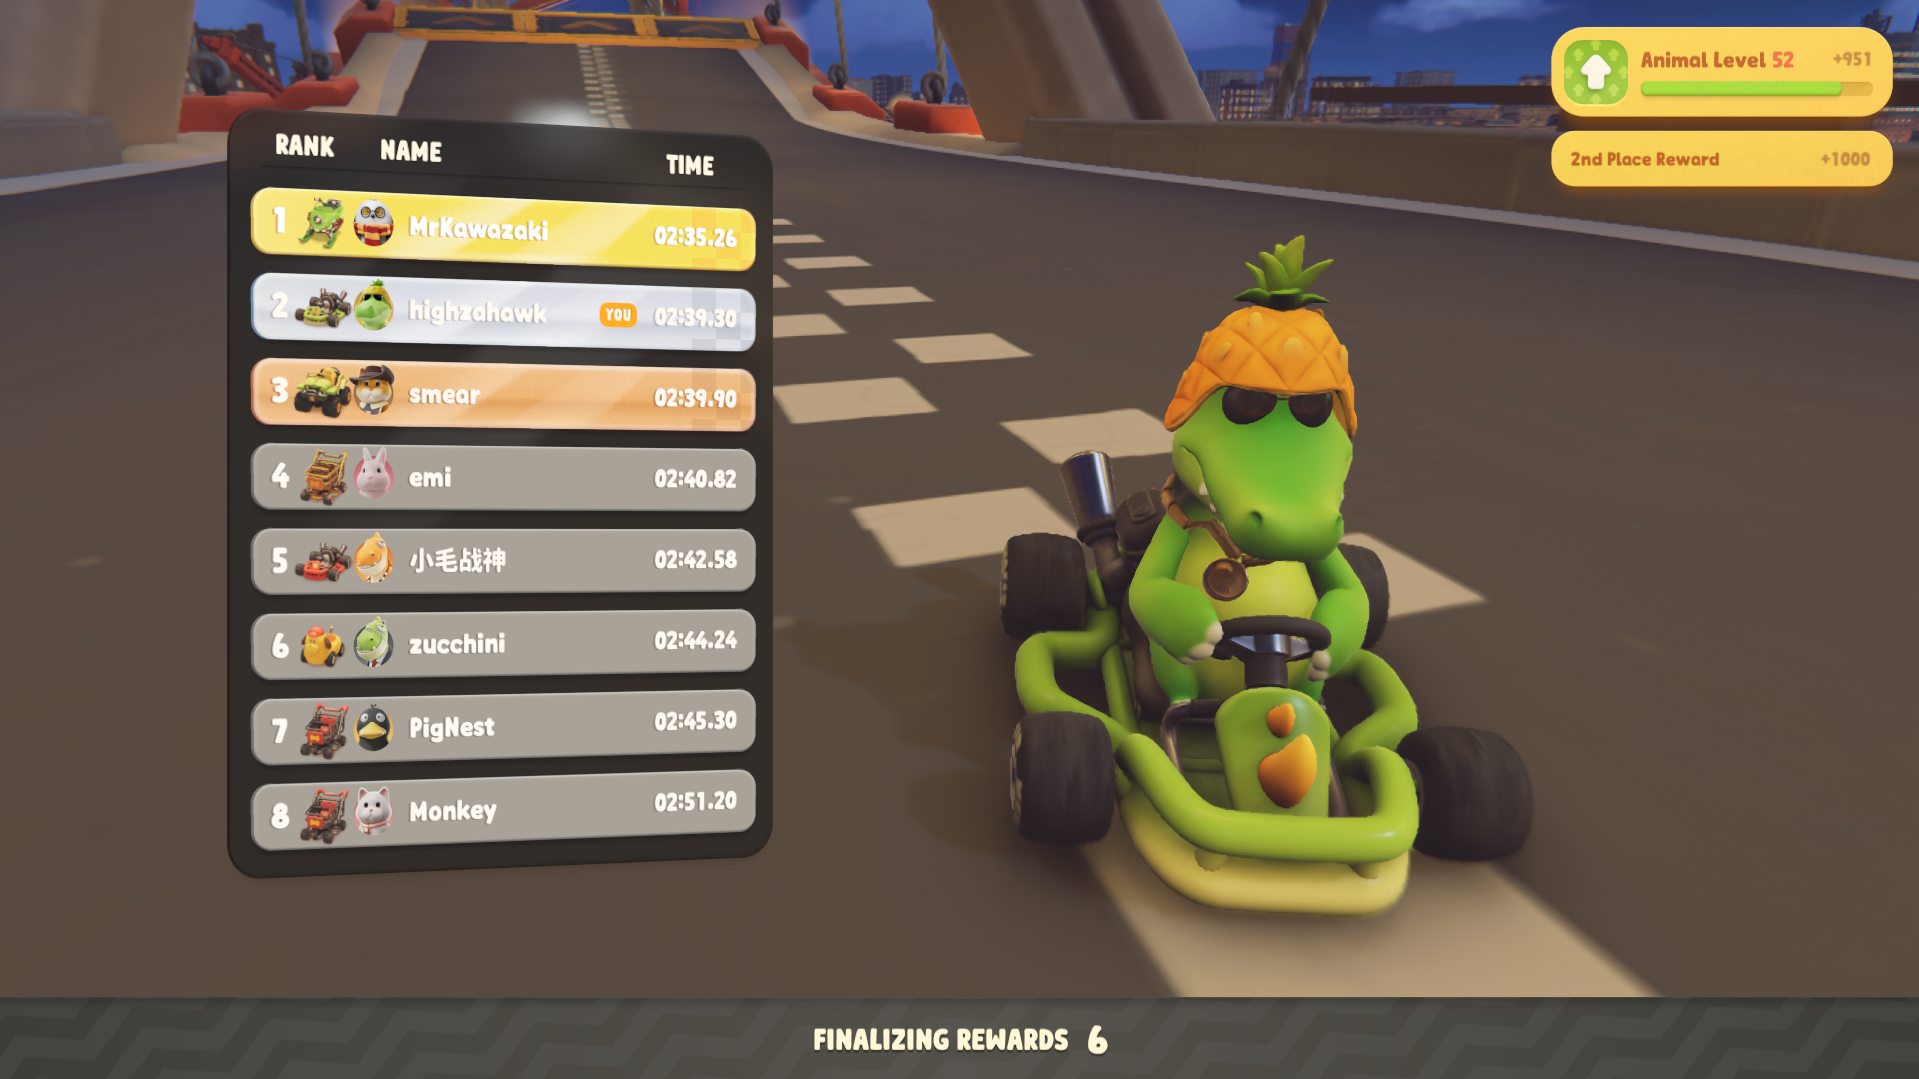 RANK NAME TIME
1 MrKawazaki 02:35.26
2 highzahawk YOU 02:39.30
3 smear 02:39.90
4 emi 02:40.82
5 小毛战神 02:42.58
6 zucchini 02:44.24
7 PigNest 02:45.30
8 Monkey 02:51.20
Animal Level 52 +951
2nd Place Reward +1000
FINALIZING REWARDS 6